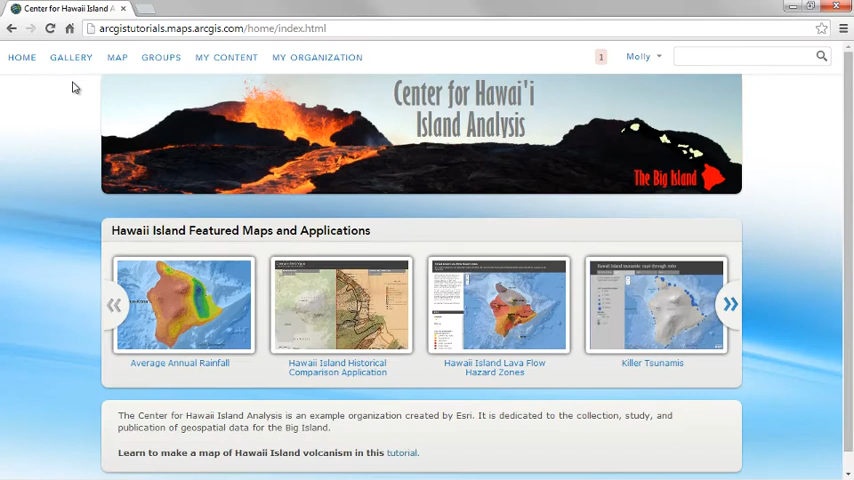 Center for Hawaii Island A
arcgistutorials.maps.arcgis.com/home/index.html
HOME GALLERY MAP GROUPS MY CONTENT MY ORGANIZATION 1 Molly
Center for Hawai'i
Island Analysis
The Big Island
Hawaii Island Featured Maps and Applications
Average Annual Rainfall
Hawaii Island Historical
Comparison Application
Hawaii Island Lava Flow
Hazard Zones
Killer Tsunamis
The Center for Hawaii Island Analysis is an example organization created by Esri. It is dedicated to the collection, study, and
publication of geospatial data for the Big Island.
Learn to make a map of Hawaii Island volcanism in this tutorial.